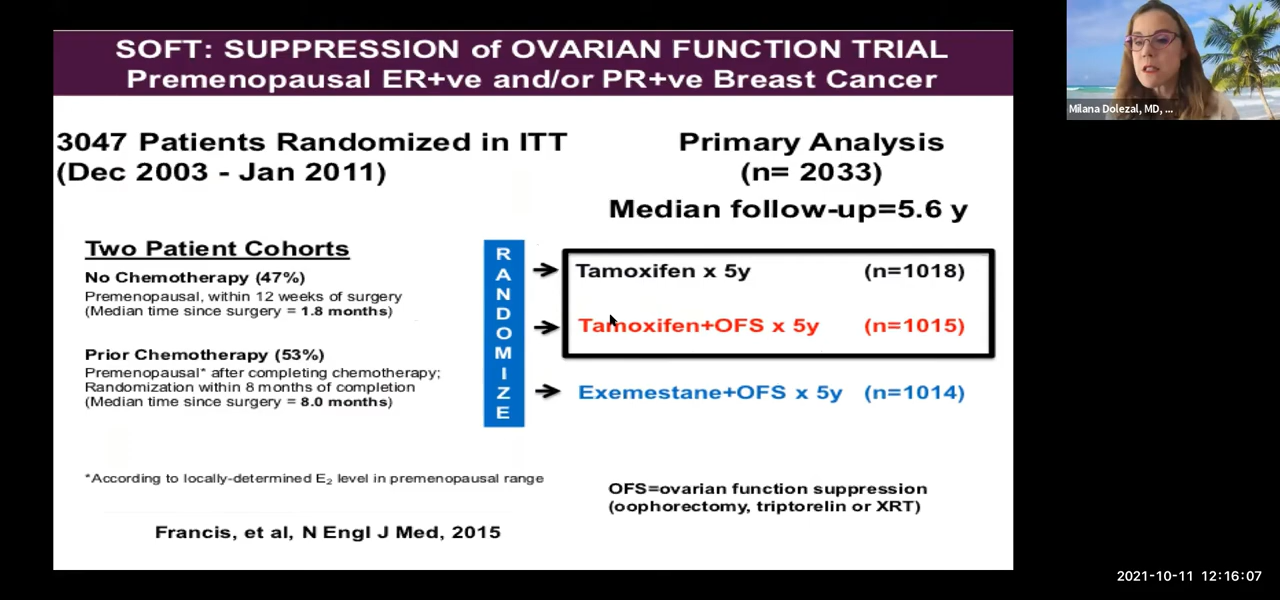 SOFT: SUPPRESSION of OVARIAN FUNCTION TRIAL
Premenopausal ER+ve and/or PR+ve Breast Cancer
3047 Patients Randomized in ITT
(Dec 2003 - Jan 2011)
Primary Analysis
(n= 2033)
Median follow-up=5.6 y
Two Patient Cohorts
No Chemotherapy (47%)
Premenopausal, within 12 weeks of surgery
(Median time since surgery = 1.8 months)
Prior Chemotherapy (53%)
Premenopausal* after completing chemotherapy;
Randomization within 8 months of completion
(Median time since surgery = 8.0 months)
RANDOMIZE
Tamoxifen x 5y (n=1018)
Tamoxifen+OFS x 5y (n=1015)
Exemestane+OFS x 5y (n=1014)
*According to locally-determined E₂ level in premenopausal range
OFS=ovarian function suppression
(oophorectomy, triptorelin or XRT)
Francis, et al, N Engl J Med, 2015
Milana Dolezal, MD, ...
2021-10-11 12:16:07